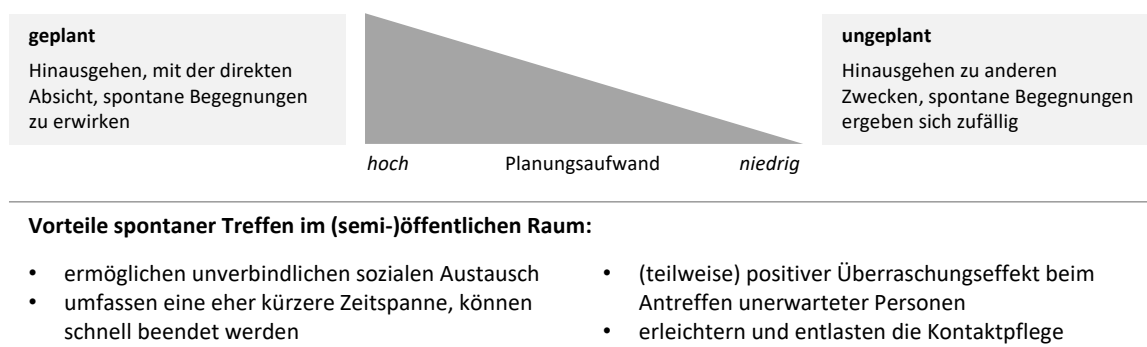 geplant
Hinausgehen, mit der direkten
Absicht, spontane Begegnungen
zu erwirken
hoch Planungsaufwand niedrig
ungeplant
Hinausgehen zu anderen
Zwecken, spontane Begegnungen
ergeben sich zufällig
Vorteile spontaner Treffen im (semi-)öffentlichen Raum:
• ermöglichen unverbindlichen sozialen Austausch
• umfassen eine eher kürzere Zeitspanne, können
schnell beendet werden
• (teilweise) positiver Überraschungseffekt beim
Antreffen unerwarteter Personen
• erleichtern und entlasten die Kontaktpflege